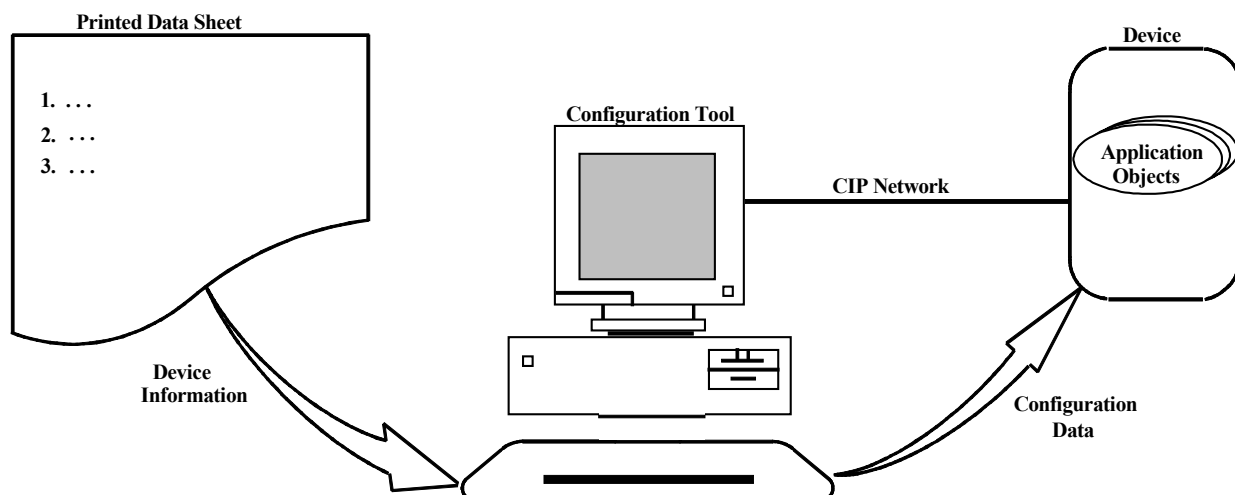 Printed Data Sheet
1. ...
2. ...
3. ...
Device
Information
Configuration Tool
CIP Network
Device
Application
Objects
Configuration
Data